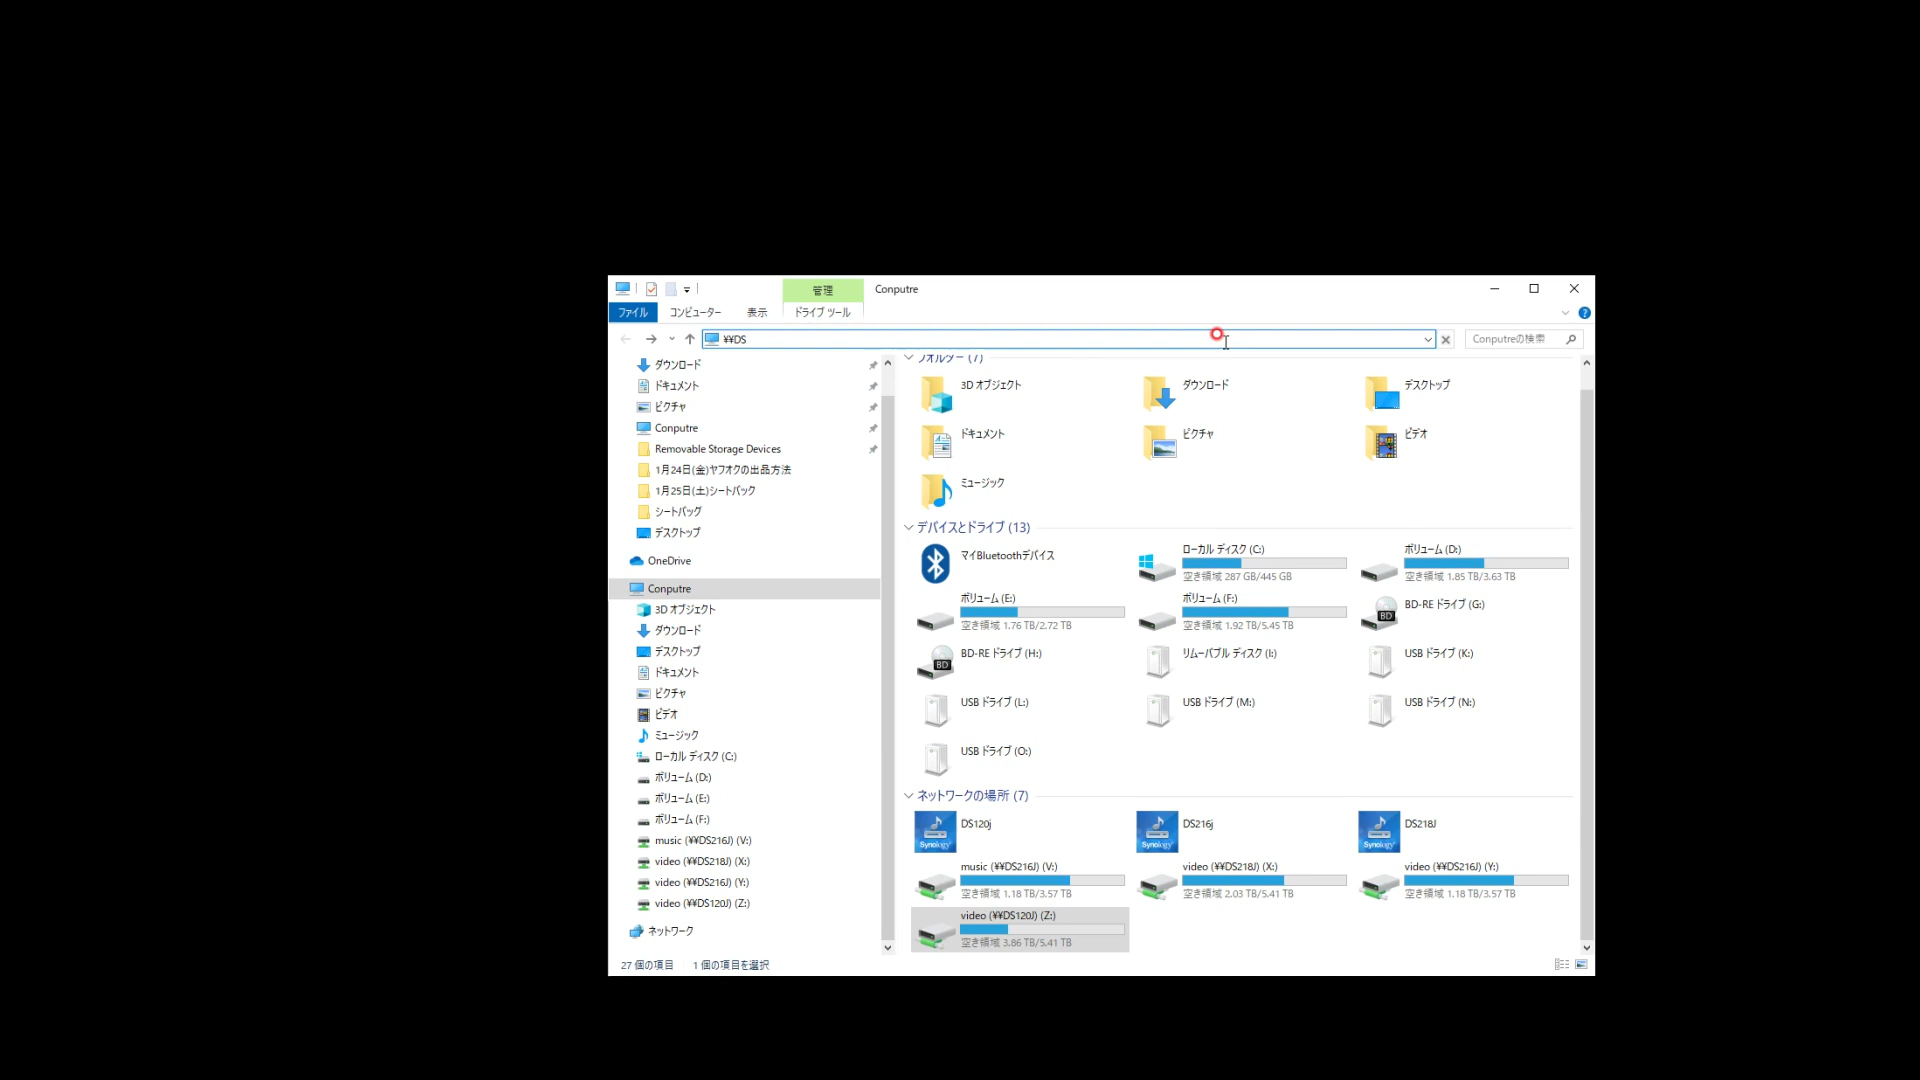 管理
Conputre
ファイル
コンピューター
表示
ドライブ ツール
¥¥DS
Conputreの検索
ダウンロード
ドキュメント
ピクチャ
Conputre
Removable Storage Devices
1月24日(金)ヤフオクの出品方法
1月25日(土)シートバック
シートバッグ
デスクトップ
OneDrive
Conputre
3D オブジェクト
ダウンロード
デスクトップ
ドキュメント
ピクチャ
ビデオ
ミュージック
ローカル ディスク (C:)
ボリューム (D:)
ボリューム (E:)
ボリューム (F:)
music (¥¥DS216J) (V:)
video (¥¥DS218J) (X:)
video (¥¥DS216J) (Y:)
video (¥¥DS120J) (Z:)
ネットワーク
フォルダー (7)
3D オブジェクト
ダウンロード
デスクトップ
ドキュメント
ピクチャ
ビデオ
ミュージック
デバイスとドライブ (13)
マイBluetoothデバイス
ローカル ディスク (C:)
空き領域 287 GB/445 GB
ボリューム (D:)
空き領域 1.85 TB/3.63 TB
ボリューム (E:)
空き領域 1.76 TB/2.72 TB
ボリューム (F:)
空き領域 1.92 TB/5.45 TB
BD
BD-RE ドライブ (G:)
BD
BD-RE ドライブ (H:)
リムーバブル ディスク (I:)
USB ドライブ (K:)
USB ドライブ (L:)
USB ドライブ (M:)
USB ドライブ (N:)
USB ドライブ (O:)
ネットワークの場所 (7)
Synology
DS120j
Synology
DS216j
Synology
DS218J
music (¥¥DS216J) (V:)
空き領域 1.18 TB/3.57 TB
video (¥¥DS218J) (X:)
空き領域 2.03 TB/5.41 TB
video (¥¥DS216J) (Y:)
空き領域 1.18 TB/3.57 TB
video (¥¥DS120J) (Z:)
空き領域 3.86 TB/5.41 TB
27 個の項目
1 個の項目を選択